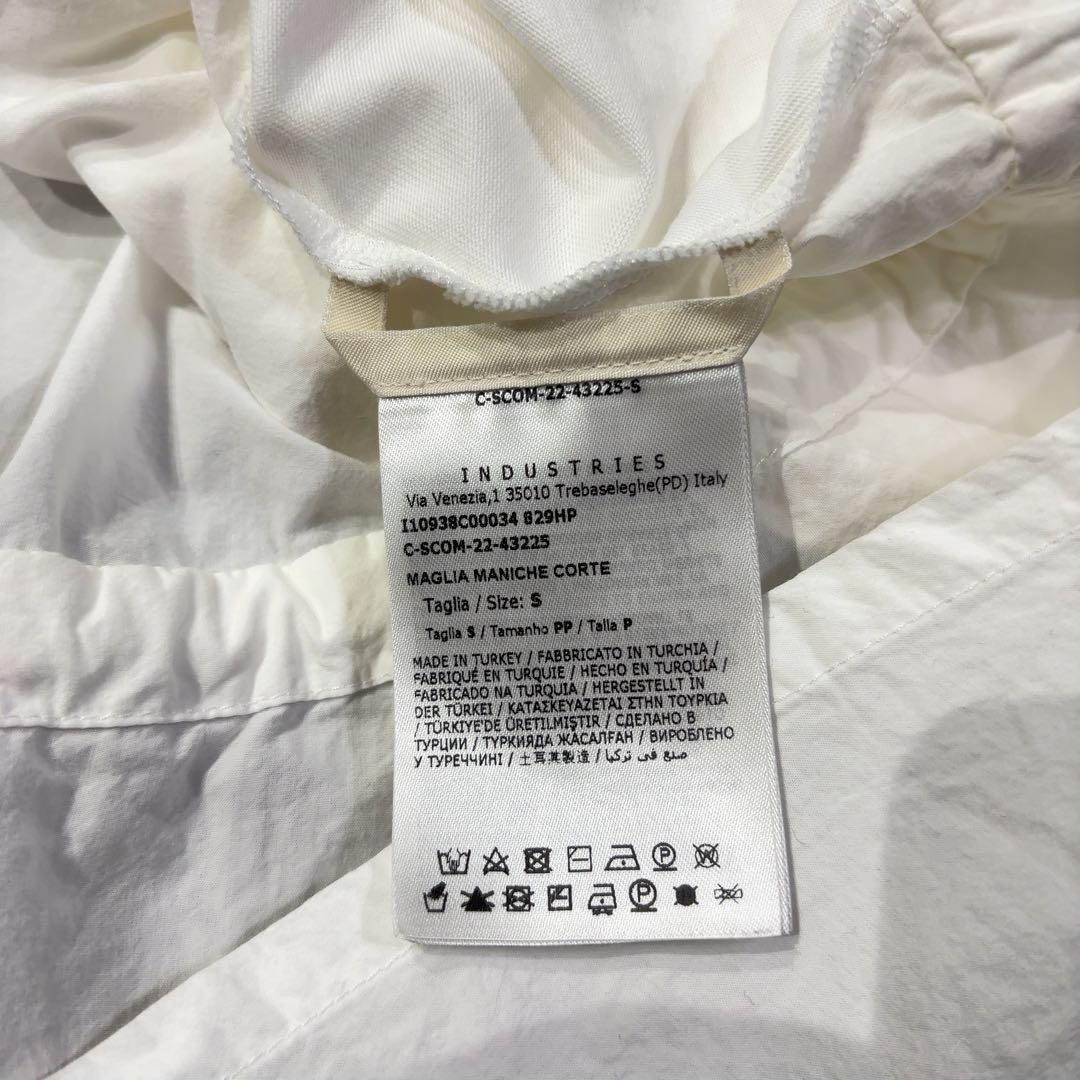 C-SCOM-22-43225-S
INDUSTRIES
Via Venezia,1 35010 Trebaseleghe(PD) Italy
I10938C00034 829HP
C-SCOM-22-43225
MAGLIA MANICHE CORTE
Taglia / Size: S
Taglia S / Tamanho PP / Talla P
MADE IN TURKEY / FABBRICATO IN TURCHIA /
FABRIQUÉ EN TURQUIE / HECHO EN TURQUÍA /
FABRICADO NA TURQUIA / HERGESTELLT IN
DER TÜRKEI / ΚΑΤΑΣΚΕΥΑΖΕΤΑΙ ΣΤΗΝ ΤΟΥΡΚΙΑ
/ TÜRKIYE'DE ÜRETILMIŞTIR / СДЕЛАНО В
ТУРЦИИ / ТҮРКИЯДА ЖАСАЛҒАН / ВИРОБЛЕНО
У ТУРЕЧЧИНІ / 土耳其製造 / صنع في تركيا